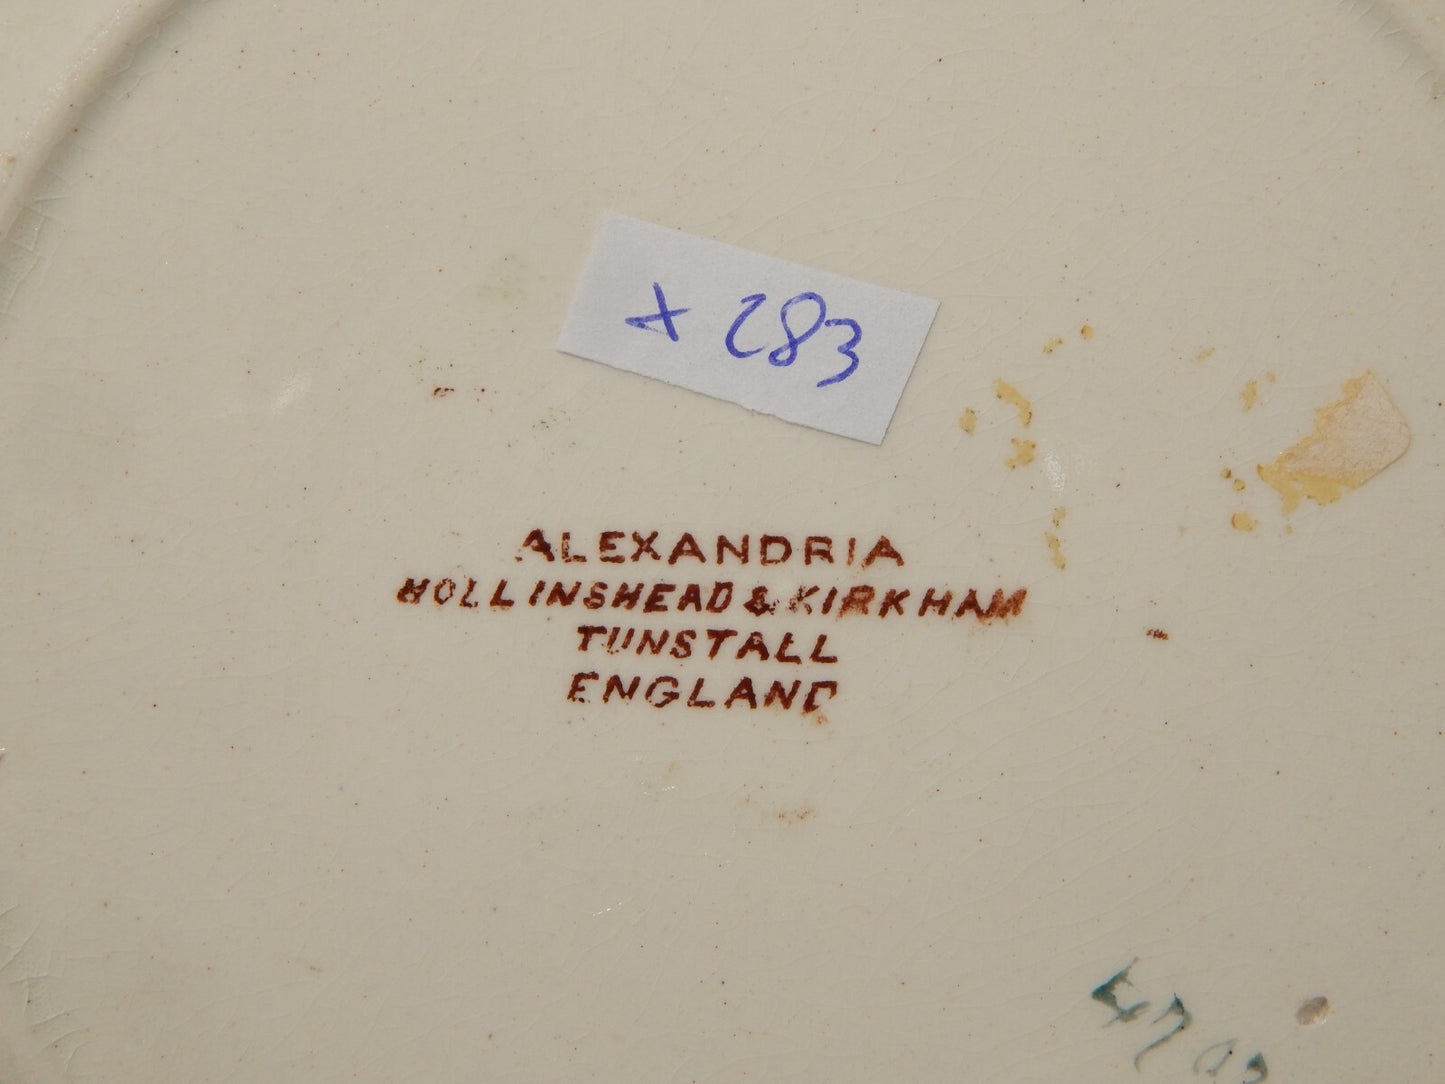 + 283
ALEXANDRIA
HOLLINSHEAD & KIRKHAM
TUNSTALL
ENGLAND